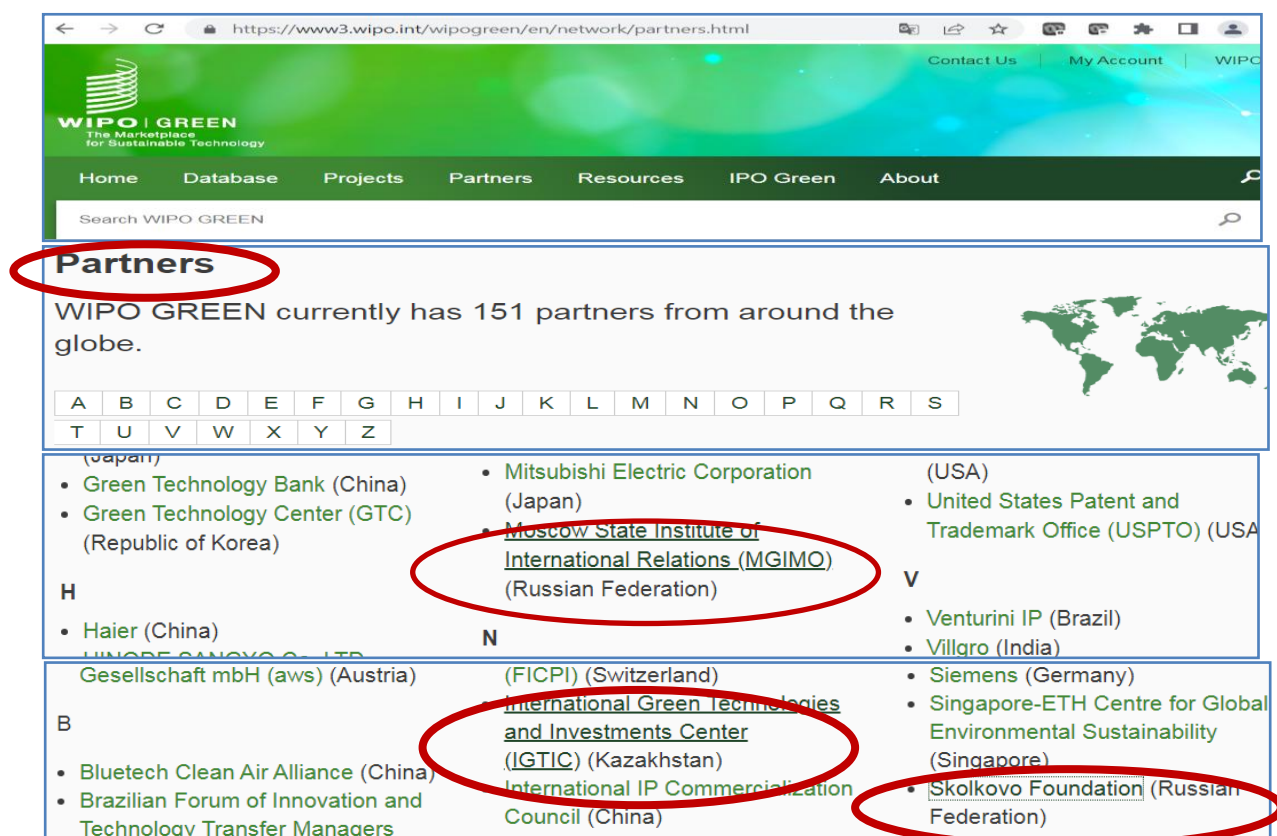 https://www3.wipo.int/wipogreen/en/network/partners.html
Contact Us | My Account | WIPO
WIPO | GREEN
The Marketplace
for Sustainable Technology
Home Database Projects Partners Resources IPO Green About
Search WIPO GREEN
Partners
WIPO GREEN currently has 151 partners from around the
globe.
A B C D E F G H I J K L M N O P Q R S
T U V W X Y Z
(Japan)
• Green Technology Bank (China)
• Green Technology Center (GTC)
(Republic of Korea)
H
• Haier (China)
• HINODE SANGYO Co., LTD
• Mitsubishi Electric Corporation
(Japan)
• Moscow State Institute of
International Relations (MGIMO)
(Russian Federation)
N
(USA)
• United States Patent and
Trademark Office (USPTO) (USA
V
• Venturini IP (Brazil)
• Villgro (India)
Gesellschaft mbH (aws) (Austria)
B
• Bluetech Clean Air Alliance (China)
• Brazilian Forum of Innovation and
Technology Transfer Managers
(FICPI) (Switzerland)
• International Green Technologies
and Investments Center
(IGTIC) (Kazakhstan)
International IP Commercialization
Council (China)
• Siemens (Germany)
• Singapore-ETH Centre for Global
Environmental Sustainability
(Singapore)
• Skolkovo Foundation (Russian
Federation)